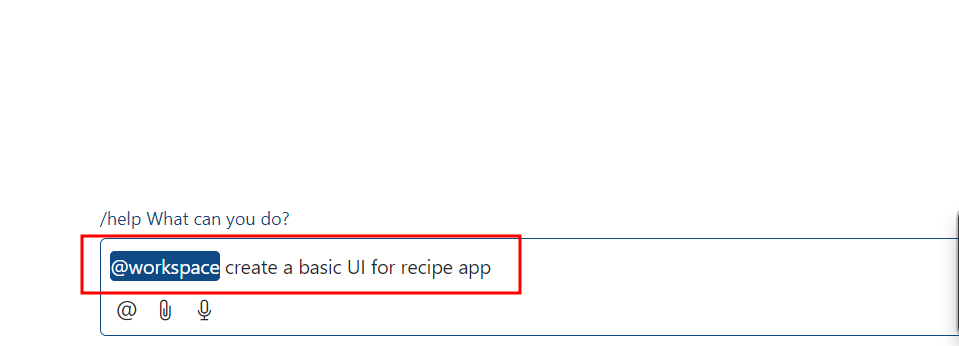 /help What can you do?
@workspace create a basic UI for recipe app
@